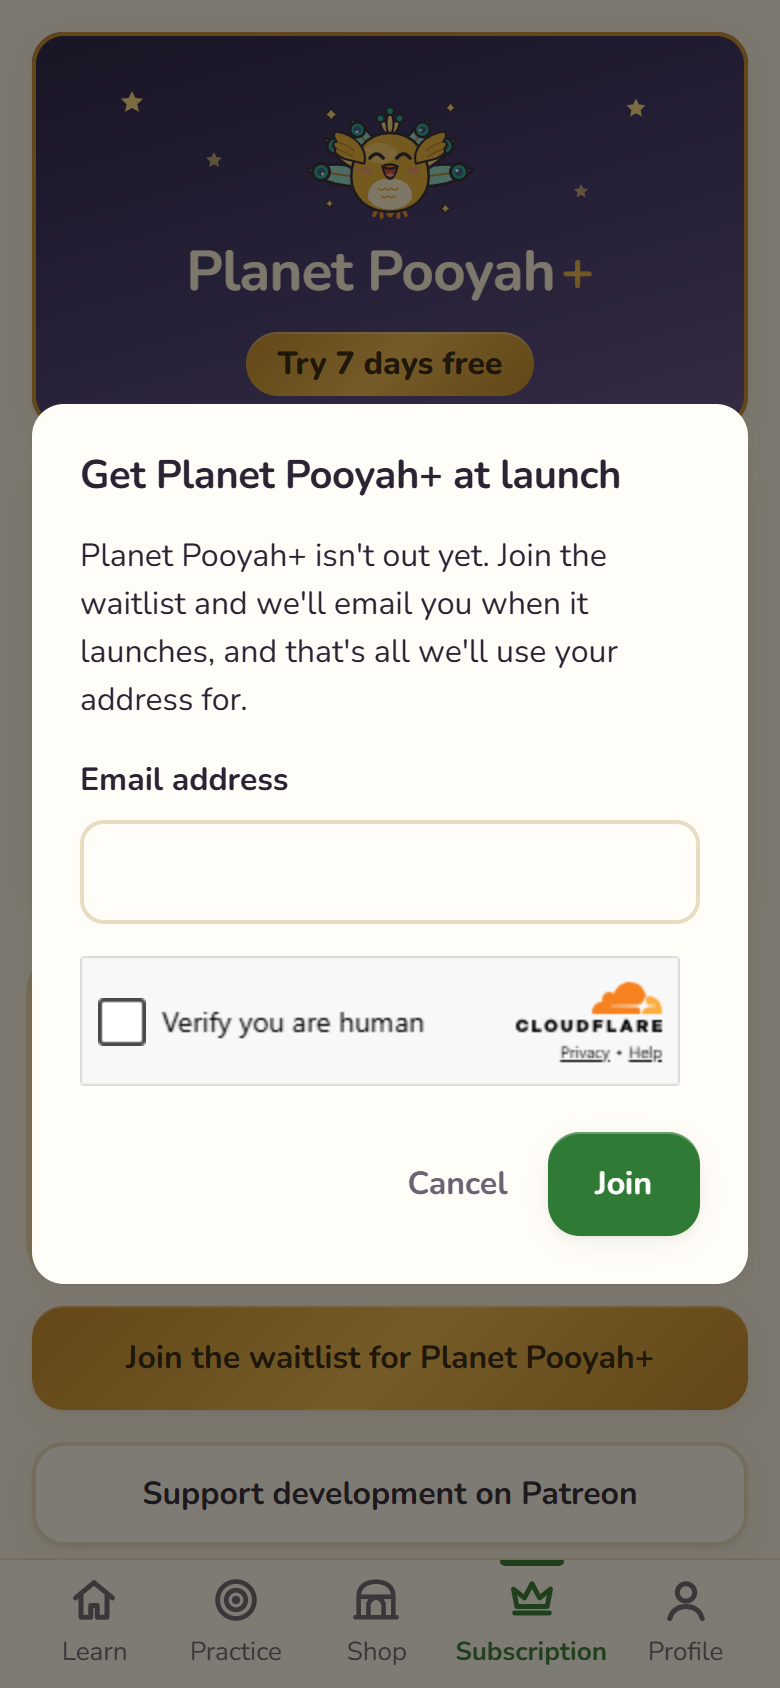 Planet Pooyah+
Try 7 days free
Get Planet Pooyah+ at launch
Planet Pooyah+ isn't out yet. Join the
waitlist and we'll email you when it
launches, and that's all we'll use your
address for.
Email address
Verify you are human
CLOUDFLARE
Privacy • Help
Cancel
Join
Join the waitlist for Planet Pooyah+
Support development on Patreon
Learn
Practice
Shop
Subscription
Profile